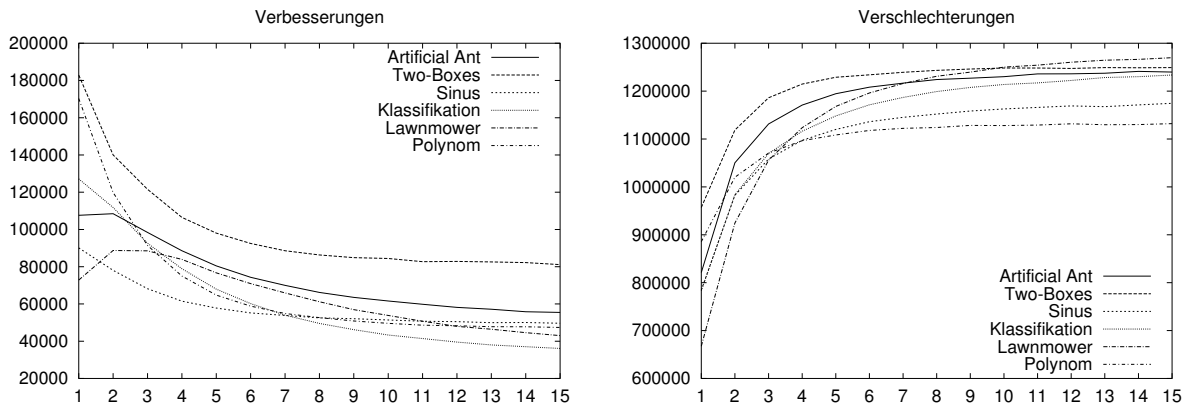 Verbesserungen
200000
180000
160000
140000
120000
100000
80000
60000
40000
20000
1 2 3 4 5 6 7 8 9 10 11 12 13 14 15
Artificial Ant
Two-Boxes
Sinus
Klassifikation
Lawnmower
Polynom
Verschlechterungen
1300000
1200000
1100000
1000000
900000
800000
700000
600000
1 2 3 4 5 6 7 8 9 10 11 12 13 14 15
Artificial Ant
Two-Boxes
Sinus
Klassifikation
Lawnmower
Polynom